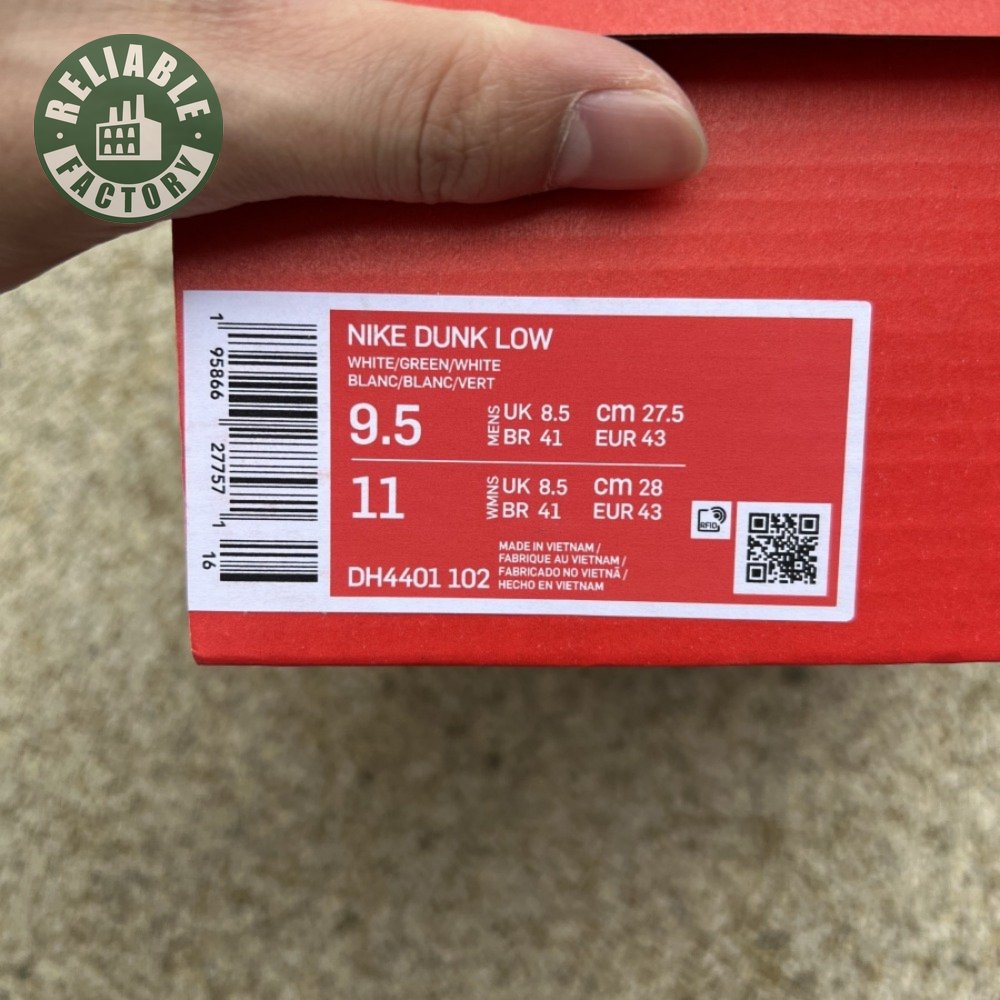 RELIABLE
FACTORY
1 95866 27757 1 16
NIKE DUNK LOW
WHITE/GREEN/WHITE
BLANC/BLANC/VERT
9.5 MENS UK 8.5 cm 27.5
BR 41 EUR 43
11 WMNS UK 8.5 cm 28
BR 41 EUR 43
RFID
DH4401 102
MADE IN VIETNAM /
FABRIQUE AU VIETNAM /
FABRICADO NO VIETNÃ /
HECHO EN VIETNAM